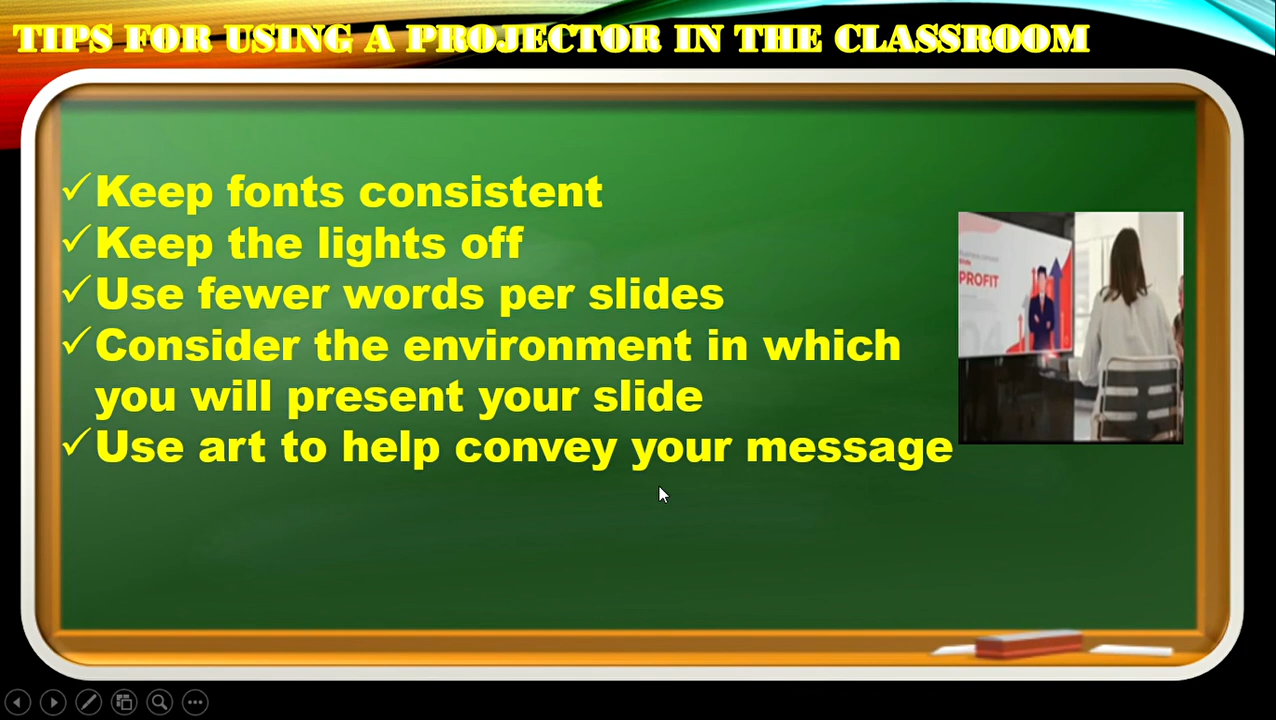 TIPS FOR USING A PROJECTOR IN THE CLASSROOM
✓Keep fonts consistent
✓Keep the lights off
✓Use fewer words per slides
✓Consider the environment in which
you will present your slide
✓Use art to help convey your message
PROFIT
04